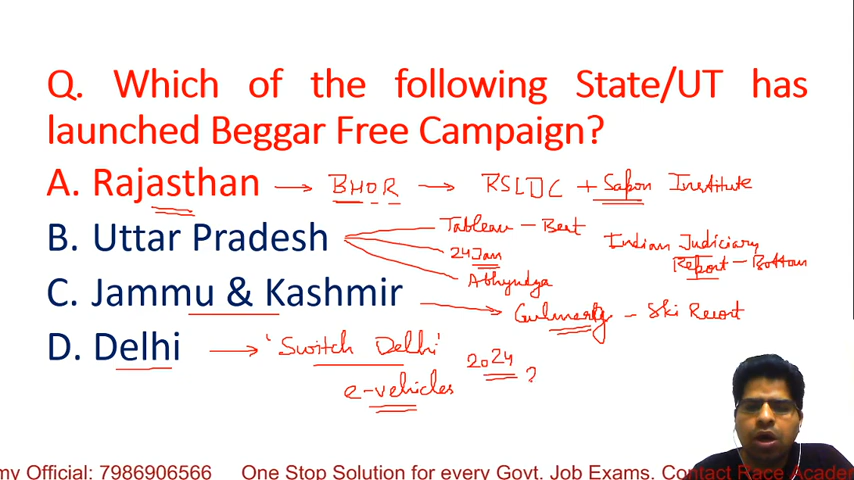 Q. Which of the following State/UT has
launched Beggar Free Campaign?
A. Rajasthan → BHOR → RSLDC + Sapon Institute
B. Uttar Pradesh
Tableau - Best
24 Jan
Abhyudya
Indian Judiciary
Report - Bottom
C. Jammu & Kashmir → Gulmarg - Ski Resort
D. Delhi → 'Switch Delhi'
e-vehicles
2024 ?
my Official: 7986906566 One Stop Solution for every Govt. Job Exams. Contact Race Acade